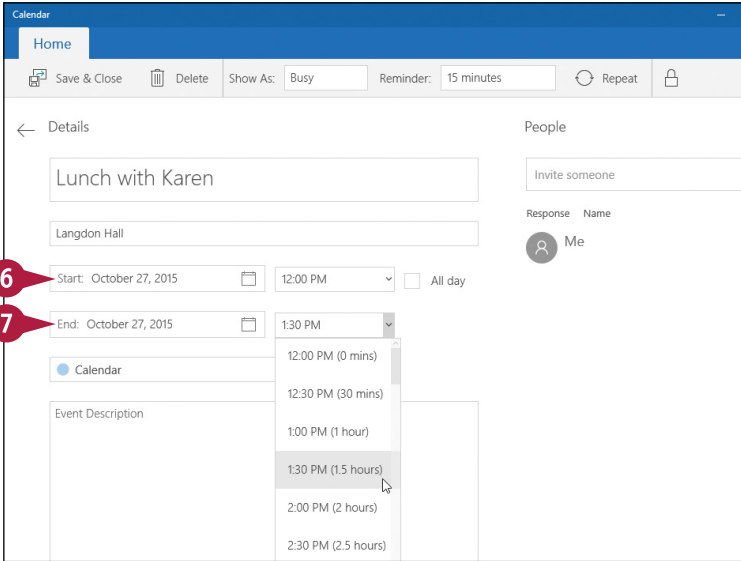 Calendar
Home
Save & Close Delete Show As: Busy Reminder: 15 minutes Repeat
Details
People
Lunch with Karen
Invite someone
Langdon Hall
Response Name
Me
6 Start: October 27, 2015 12:00 PM All day
7 End: October 27, 2015 1:30 PM
Calendar
12:00 PM (0 mins)
12:30 PM (30 mins)
1:00 PM (1 hour)
1:30 PM (1.5 hours)
2:00 PM (2 hours)
2:30 PM (2.5 hours)
Event Description